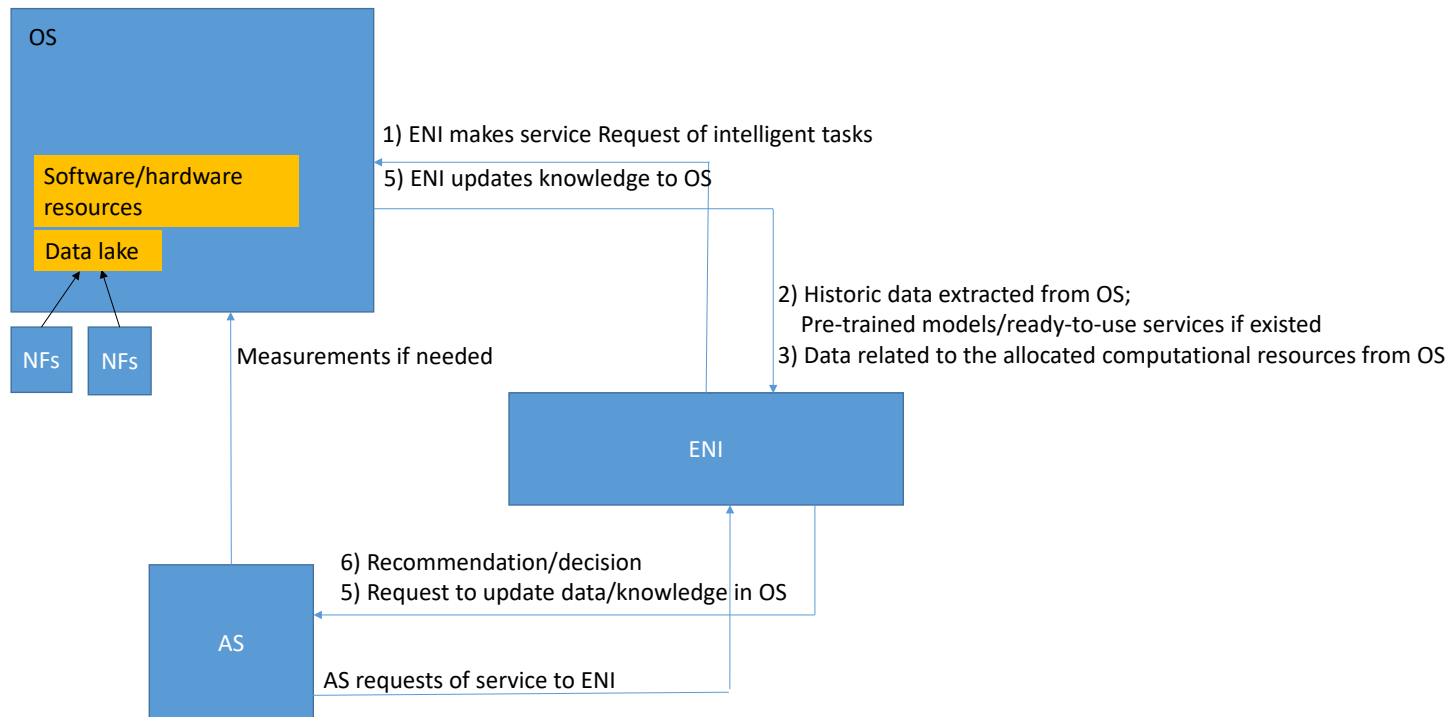 OS
1) ENI makes service Request of intelligent tasks
5) ENI updates knowledge to OS
Software/hardware
resources
Data lake
2) Historic data extracted from OS;
Pre-trained models/ready-to-use services if existed
3) Data related to the allocated computational resources from OS
NFs
NFs
Measurements if needed
ENI
6) Recommendation/decision
5) Request to update data/knowledge in OS
AS
AS requests of service to ENI